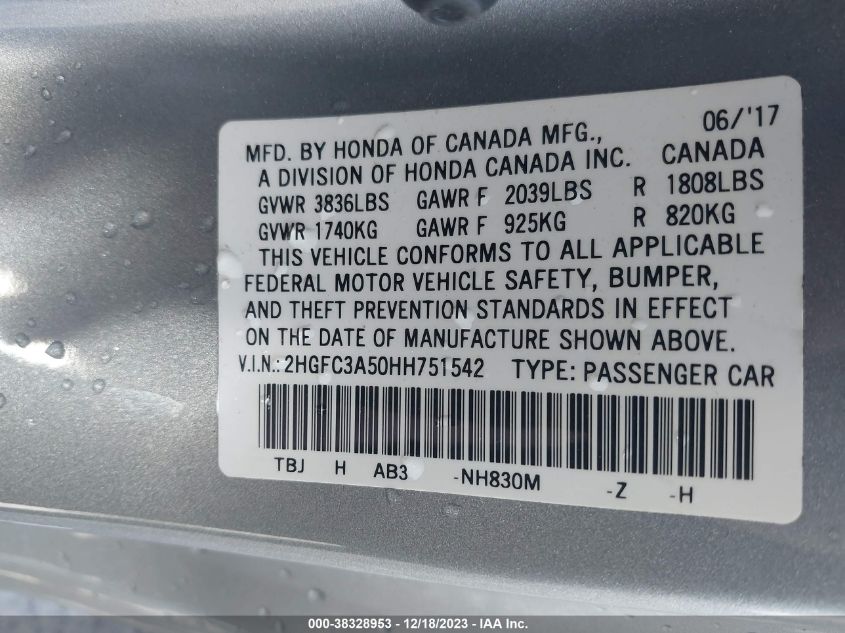 06/'17
MFD. BY HONDA OF CANADA MFG.,
A DIVISION OF HONDA CANADA INC. CANADA
GVWR 3836LBS GAWR F 2039LBS R 1808LBS
GVWR 1740KG GAWR F 925KG R 820KG
THIS VEHICLE CONFORMS TO ALL APPLICABLE
FEDERAL MOTOR VEHICLE SAFETY, BUMPER,
AND THEFT PREVENTION STANDARDS IN EFFECT
ON THE DATE OF MANUFACTURE SHOWN ABOVE.
V.I.N.: 2HGFC3A50HH751542 TYPE: PASSENGER CAR
TBJ H AB3 -NH830M -Z -H
000-38328953 - 12/18/2023 - IAA Inc.